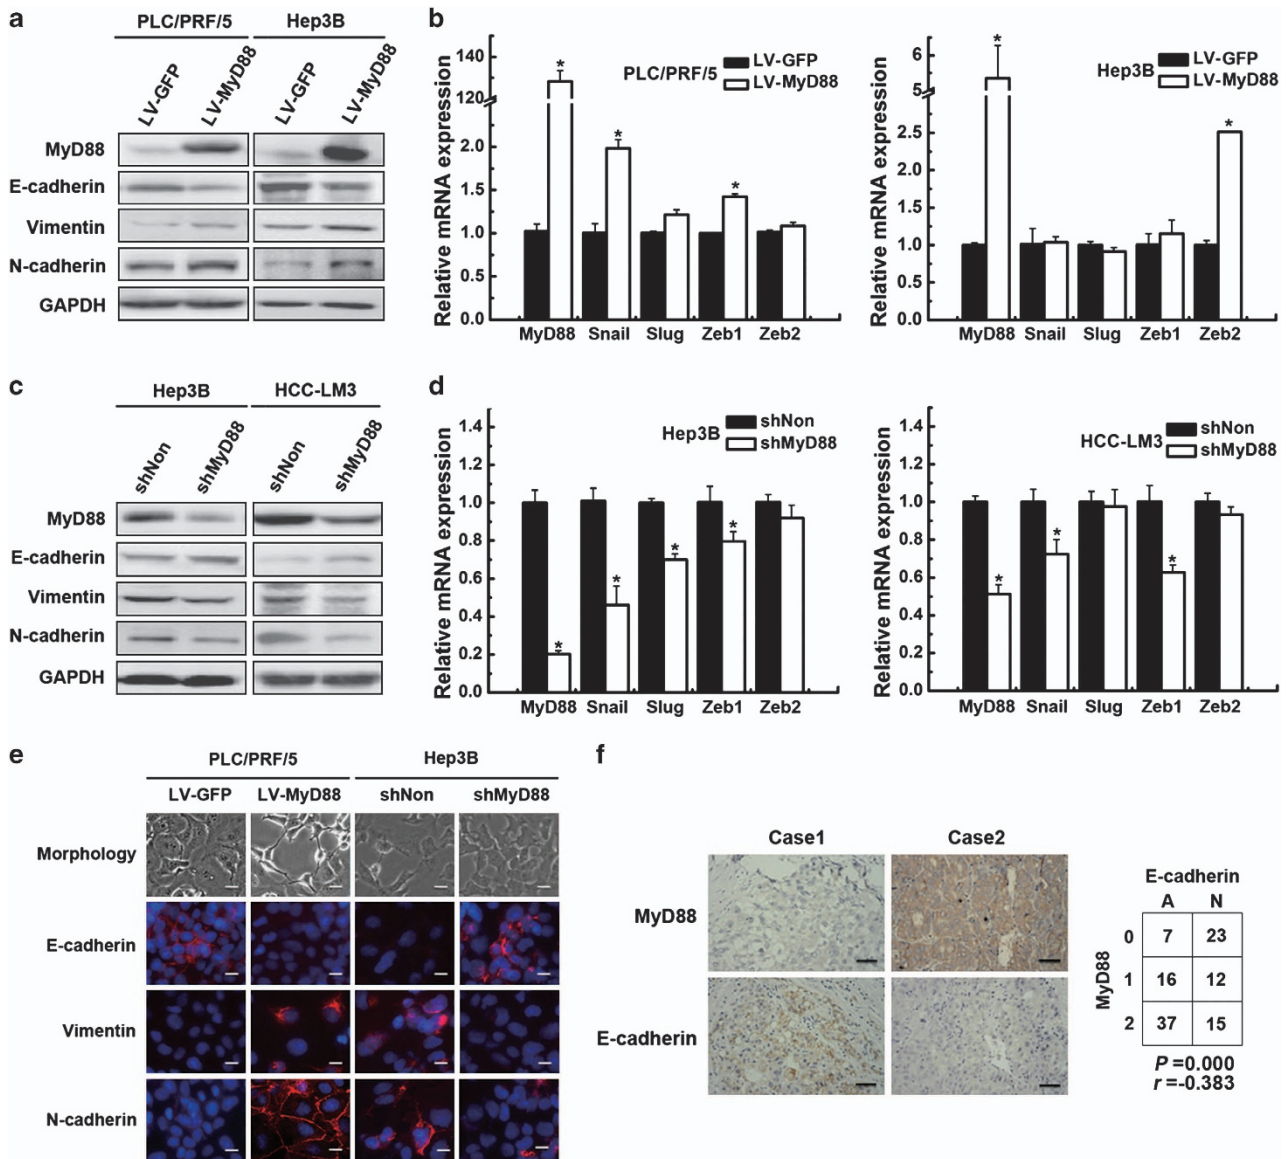 a
PLC/PRF/5 Hep3B
LV-GFP LV-MyD88 LV-GFP LV-MyD88
MyD88
E-cadherin
Vimentin
N-cadherin
GAPDH
b
Relative mRNA expression
140
130
120
2.0
1.5
1.0
0.5
0.0
PLC/PRF/5
LV-GFP
LV-MyD88
* * *
MyD88 Snail Slug Zeb1 Zeb2
Relative mRNA expression
6
5
2.5
2.0
1.5
1.0
0.5
0.0
Hep3B
LV-GFP
LV-MyD88
* *
MyD88 Snail Slug Zeb1 Zeb2
c
Hep3B HCC-LM3
shNon shMyD88 shNon shMyD88
MyD88
E-cadherin
Vimentin
N-cadherin
GAPDH
d
Relative mRNA expression
1.4
1.2
1.0
0.8
0.6
0.4
0.2
0.0
Hep3B
shNon
shMyD88
* * * *
MyD88 Snail Slug Zeb1 Zeb2
Relative mRNA expression
1.4
1.2
1.0
0.8
0.6
0.4
0.2
0.0
HCC-LM3
shNon
shMyD88
* * *
MyD88 Snail Slug Zeb1 Zeb2
e
PLC/PRF/5 Hep3B
LV-GFP LV-MyD88 shNon shMyD88
Morphology
E-cadherin
Vimentin
N-cadherin
f
Case1 Case2
MyD88
E-cadherin
E-cadherin
A N
MyD88
0 7 23
1 16 12
2 37 15
P =0.000
r =-0.383